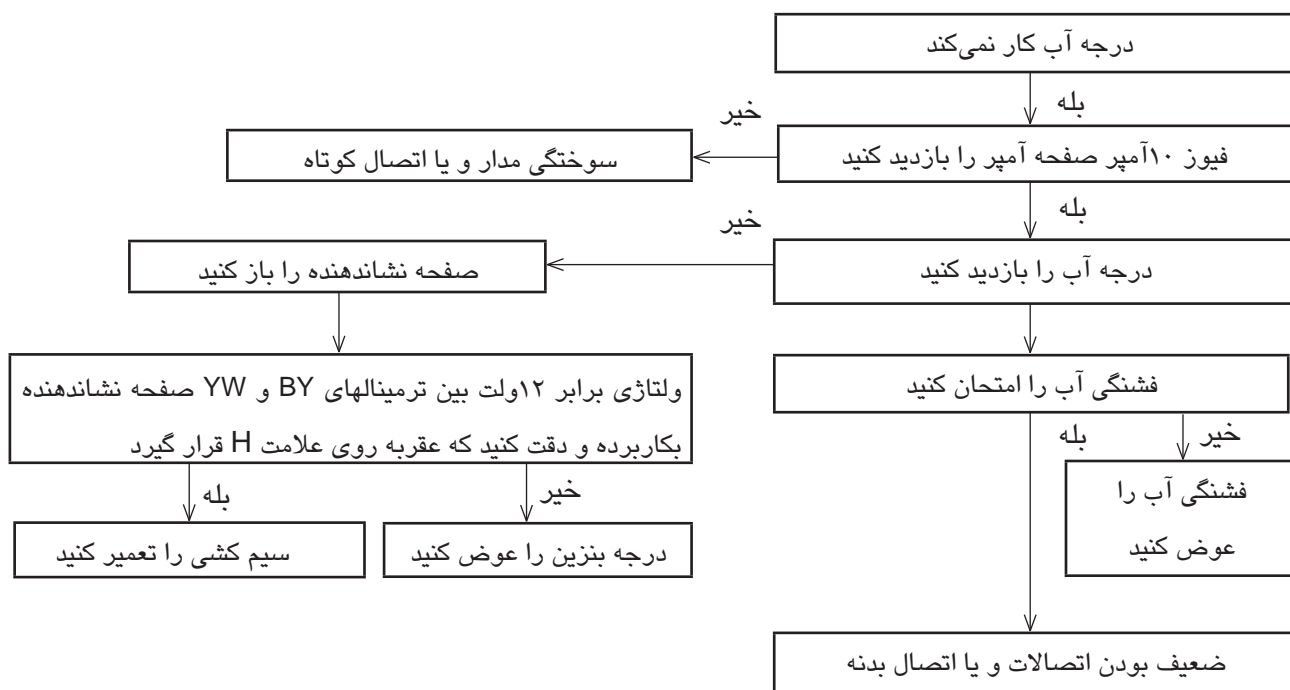 درجه آب کار نمی‌کند
بله
خیر
فیوز ۱۰آمپر صفحه آمپر را بازدید کنید
سوختگی مدار و یا اتصال کوتاه
بله
خیر
درجه آب را بازدید کنید
صفحه نشاندهنده را باز کنید
فشنگی آب را امتحان کنید
ولتاژی برابر ۱۲ولت بین ترمینالهای BY و YW صفحه نشاندهنده
بکاربرده و دقت کنید که عقربه روی علامت H قرار گیرد
خیر
بله
فشنگی آب را
عوض کنید
خیر
بله
درجه بنزین را عوض کنید
سیم کشی را تعمیر کنید
ضعیف بودن اتصالات و یا اتصال بدنه